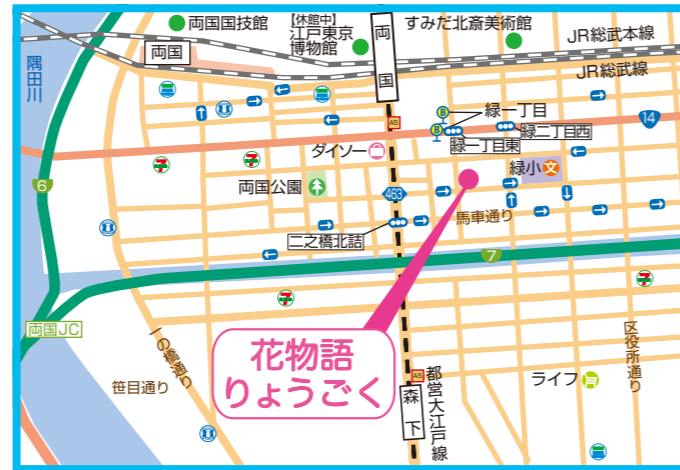 両国国技館
【休館中】
江戸東京
博物館
両国
すみだ北斎美術館
JR総武本線
JR総武線
両国
隅田川
B
緑一丁目
14
A5
B
緑一丁目東
緑二丁目西
ダイソー
緑小
文
両国公園
463
馬車通り
6
二之橋北詰
7
両国JC
一の橋通り
花物語
りょうごく
笹目通り
A6
都営大江戸線
森下
ライフ
区役所通り